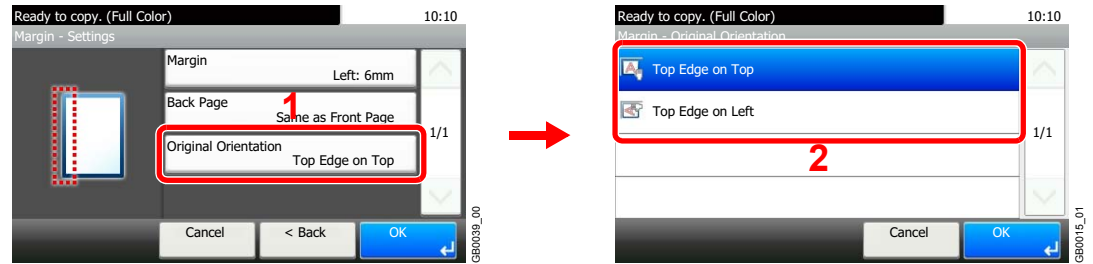 Ready to copy. (Full Color)
10:10
Margin - Settings
Margin
Left: 6mm
Back Page
Same as Front Page
1
Original Orientation
Top Edge on Top
1/1
Cancel
< Back
OK
GB0039_00
Ready to copy. (Full Color)
10:10
Margin - Original Orientation
A
Top Edge on Top
Top Edge on Left
1/1
2
Cancel
OK
GB0015_01